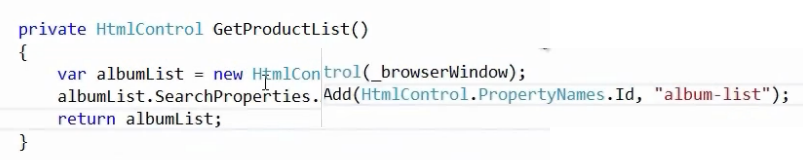 private HtmlControl GetProductList()
{
    var albumList = new HtmlControl(_browserWindow);
    albumList.SearchProperties.Add(HtmlControl.PropertyNames.Id, "album-list");
    return albumList;
}